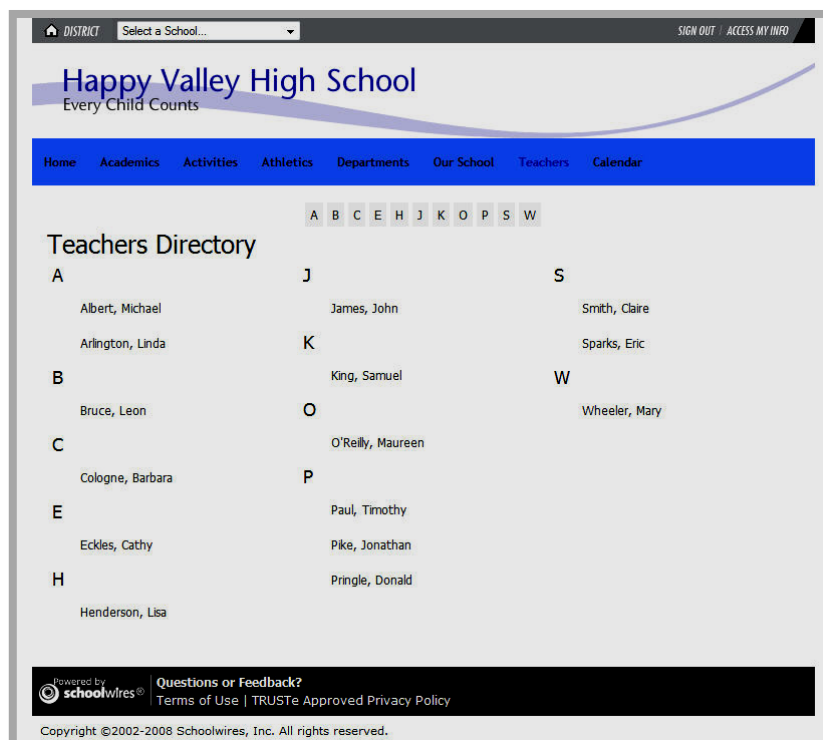 DISTRICT Select a School... SIGN OUT | ACCESS MY INFO
Happy Valley High School
Every Child Counts
Home Academics Activities Athletics Departments Our School Teachers Calendar
A B C E H J K O P S W
Teachers Directory
A
Albert, Michael
Arlington, Linda
B
Bruce, Leon
C
Cologne, Barbara
E
Eckles, Cathy
H
Henderson, Lisa
J
James, John
K
King, Samuel
O
O'Reilly, Maureen
P
Paul, Timothy
Pike, Jonathan
Pringle, Donald
S
Smith, Claire
Sparks, Eric
W
Wheeler, Mary
Powered by
schoolwires®
Questions or Feedback?
Terms of Use | TRUSTe Approved Privacy Policy
Copyright ©2002-2008 Schoolwires, Inc. All rights reserved.